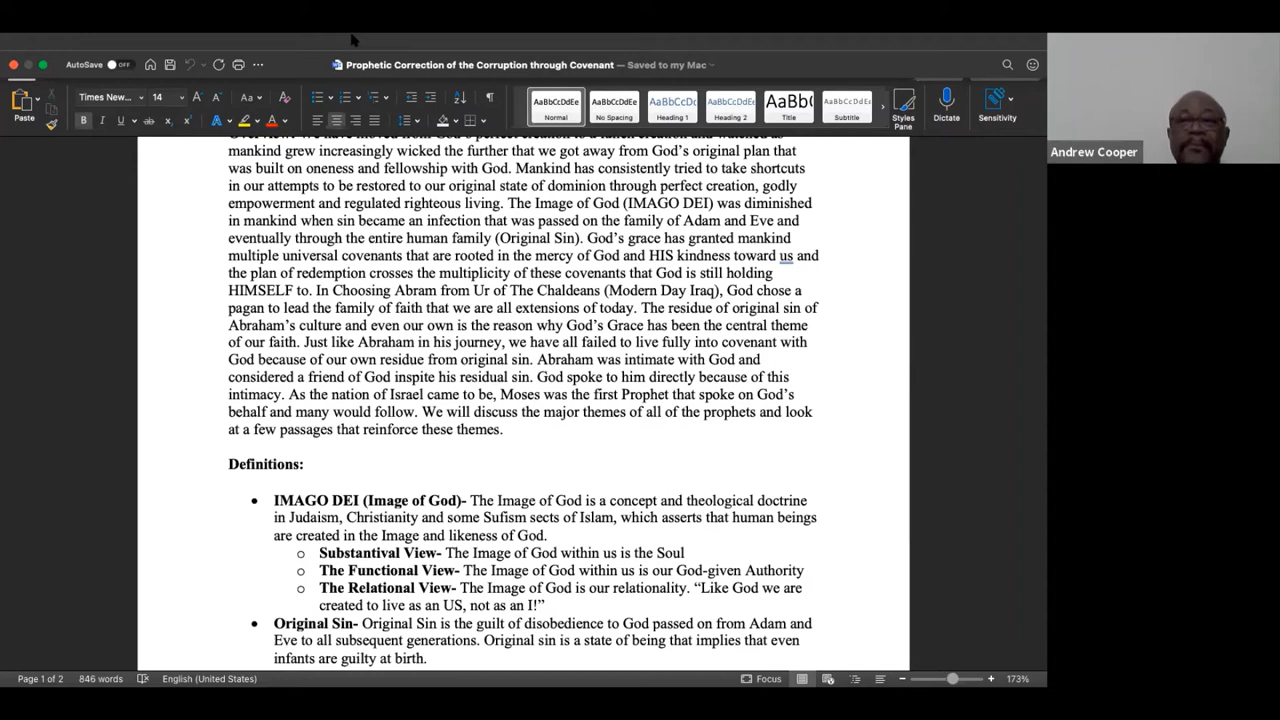 AutoSave OFF
Prophetic Correction of the Corruption through Covenant — Saved to my Mac
Paste
Times New...
14
Aa
B I U ab x x
A
AaBbCcDdEe
Normal
AaBbCcDdEe
No Spacing
AaBbCcDc
Heading 1
AaBbCcDdEe
Heading 2
AaBbC
Title
AaBbCcDdEe
Subtitle
Styles
Pane
Dictate
Sensitivity
Andrew Cooper
mankind grew increasingly wicked the further that we got away from God’s original plan that
was built on oneness and fellowship with God. Mankind has consistently tried to take shortcuts
in our attempts to be restored to our original state of dominion through perfect creation, godly
empowerment and regulated righteous living. The Image of God (IMAGO DEI) was diminished
in mankind when sin became an infection that was passed on the family of Adam and Eve and
eventually through the entire human family (Original Sin). God’s grace has granted mankind
multiple universal covenants that are rooted in the mercy of God and HIS kindness toward us and
the plan of redemption crosses the multiplicity of these covenants that God is still holding
HIMSELF to. In Choosing Abram from Ur of The Chaldeans (Modern Day Iraq), God chose a
pagan to lead the family of faith that we are all extensions of today. The residue of original sin of
Abraham’s culture and even our own is the reason why God’s Grace has been the central theme
of our faith. Just like Abraham in his journey, we have all failed to live fully into covenant with
God because of our own residue from original sin. Abraham was intimate with God and
considered a friend of God inspite his residual sin. God spoke to him directly because of this
intimacy. As the nation of Israel came to be, Moses was the first Prophet that spoke on God’s
behalf and many would follow. We will discuss the major themes of all of the prophets and look
at a few passages that reinforce these themes.
Definitions:
• IMAGO DEI (Image of God)- The Image of God is a concept and theological doctrine
in Judaism, Christianity and some Sufism sects of Islam, which asserts that human beings
are created in the Image and likeness of God.
o Substantival View- The Image of God within us is the Soul
o The Functional View- The Image of God within us is our God-given Authority
o The Relational View- The Image of God is our relationality. “Like God we are
created to live as an US, not as an I!”
• Original Sin- Original Sin is the guilt of disobedience to God passed on from Adam and
Eve to all subsequent generations. Original sin is a state of being that implies that even
infants are guilty at birth.
Page 1 of 2
846 words
English (United States)
Focus
173%